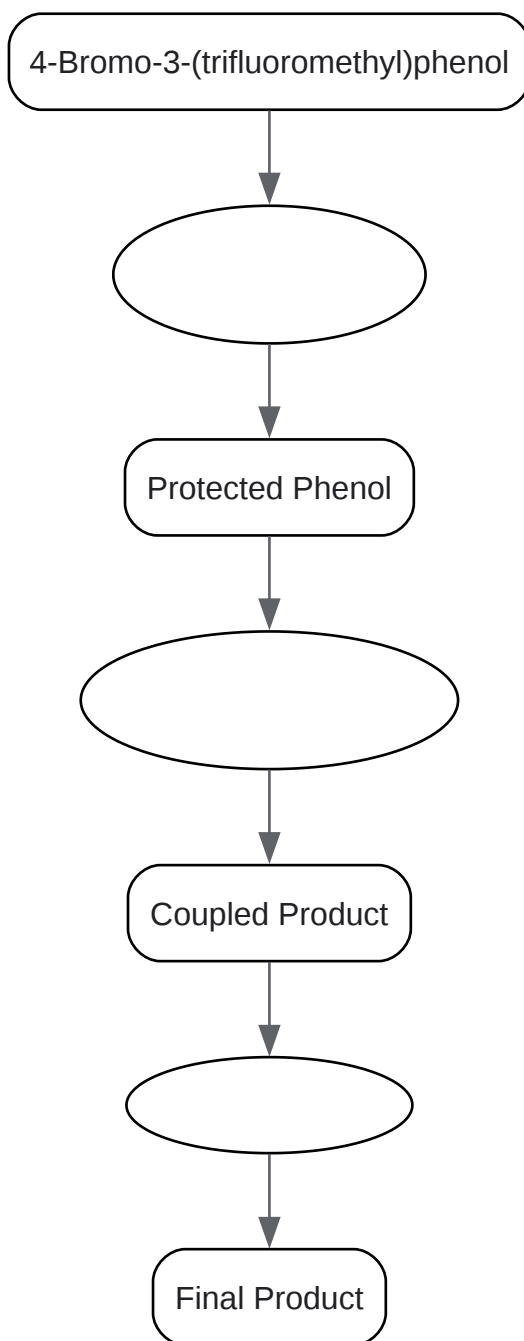 4-Bromo-3-(trifluoromethyl)phenol
Protected Phenol
Coupled Product
Final Product